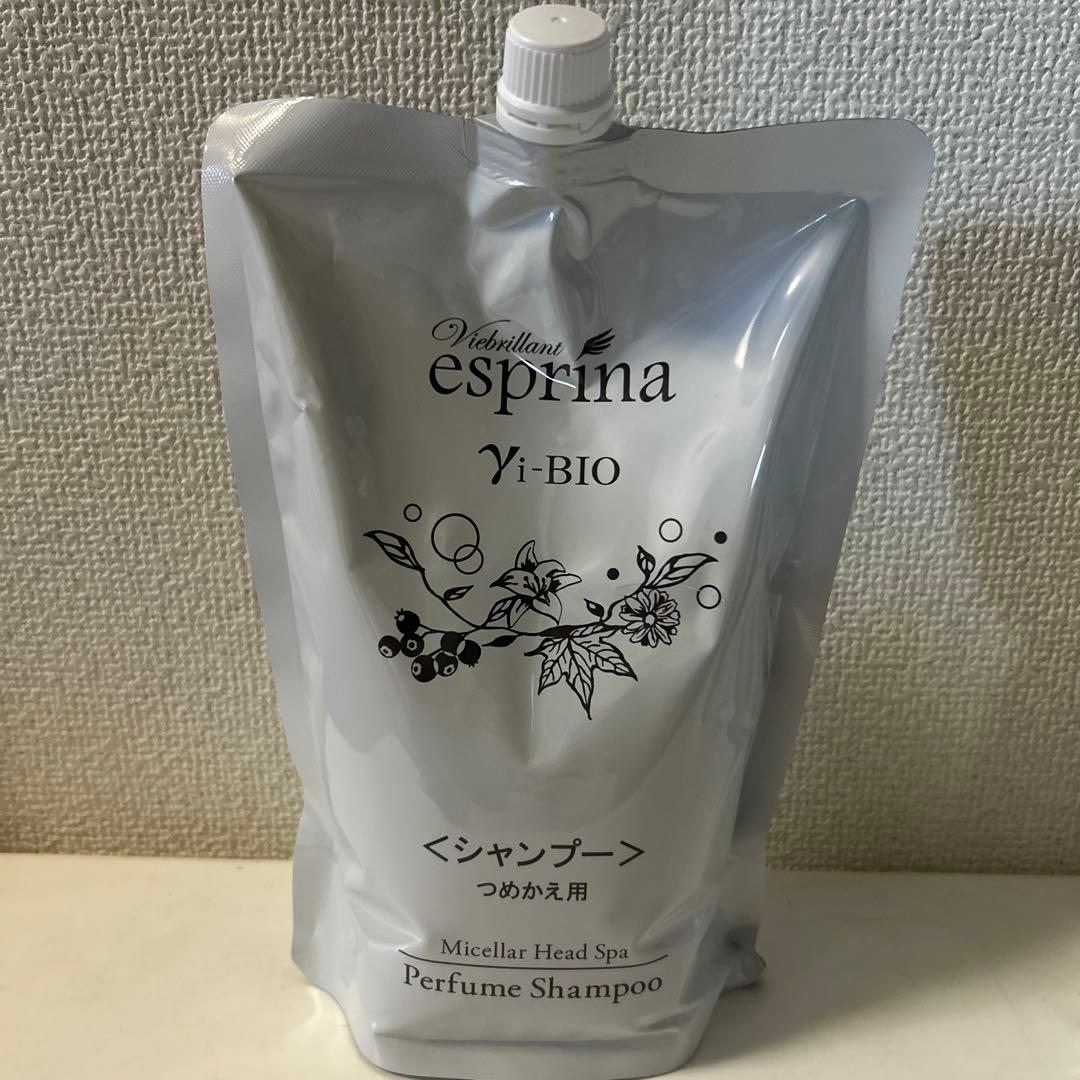 Viebrillant
esprina
γi-BIO
<シャンプー>
つめかえ用
Micellar Head Spa
Perfume Shampoo